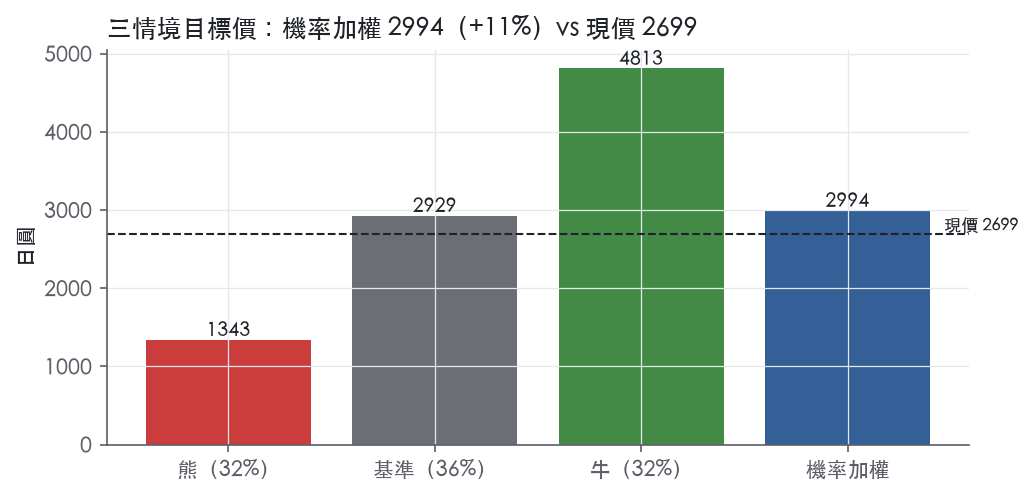 三情境目標價：機率加權 2994（+11%）vs 現價 2699
日圓
5000
4000
3000
2000
1000
0
1343
2929
4813
2994
現價 2699
熊（32%）
基準（36%）
牛（32%）
機率加權